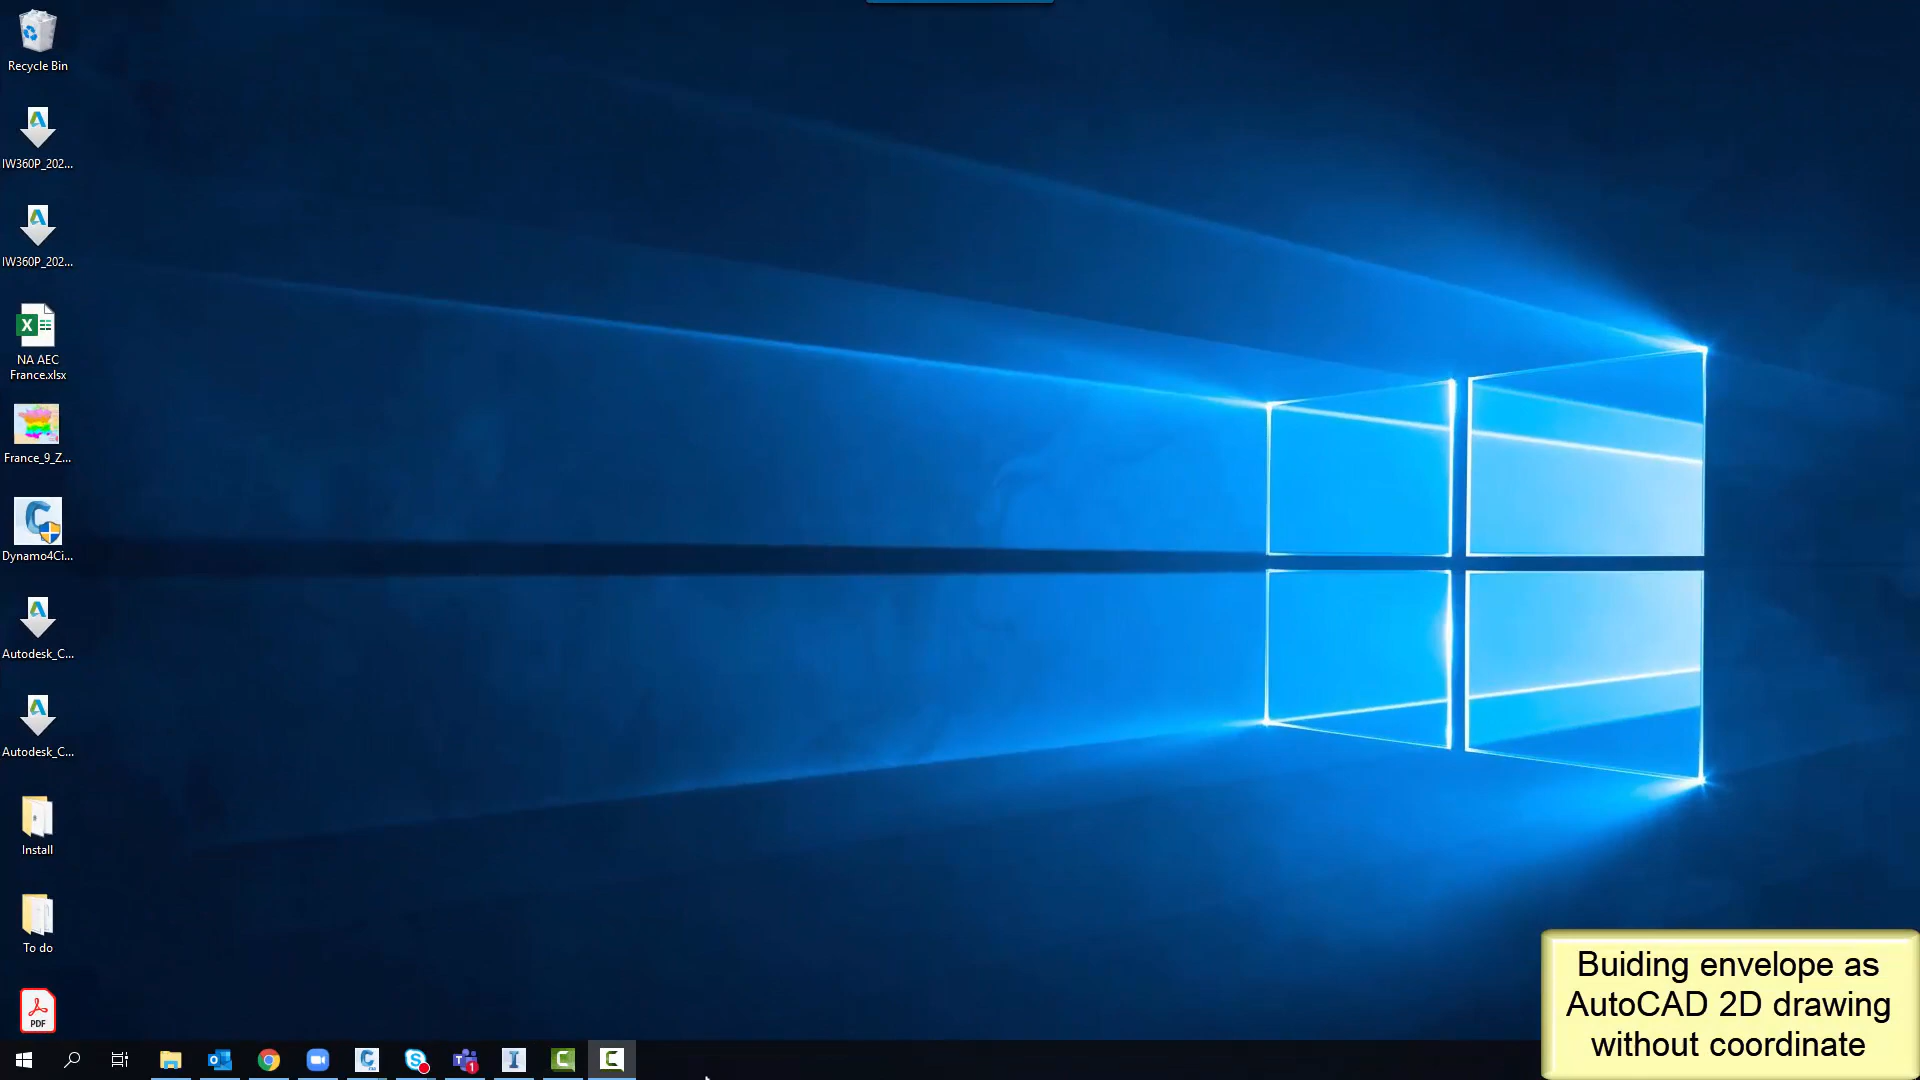 Recycle Bin
IW360P_202...
IW360P_202...
NA AEC
France.xlsx
France_9_Z...
Dynamo4Ci...
Autodesk_C...
Autodesk_C...
Install
To do
PDF
Buiding envelope as
AutoCAD 2D drawing
without coordinate
1